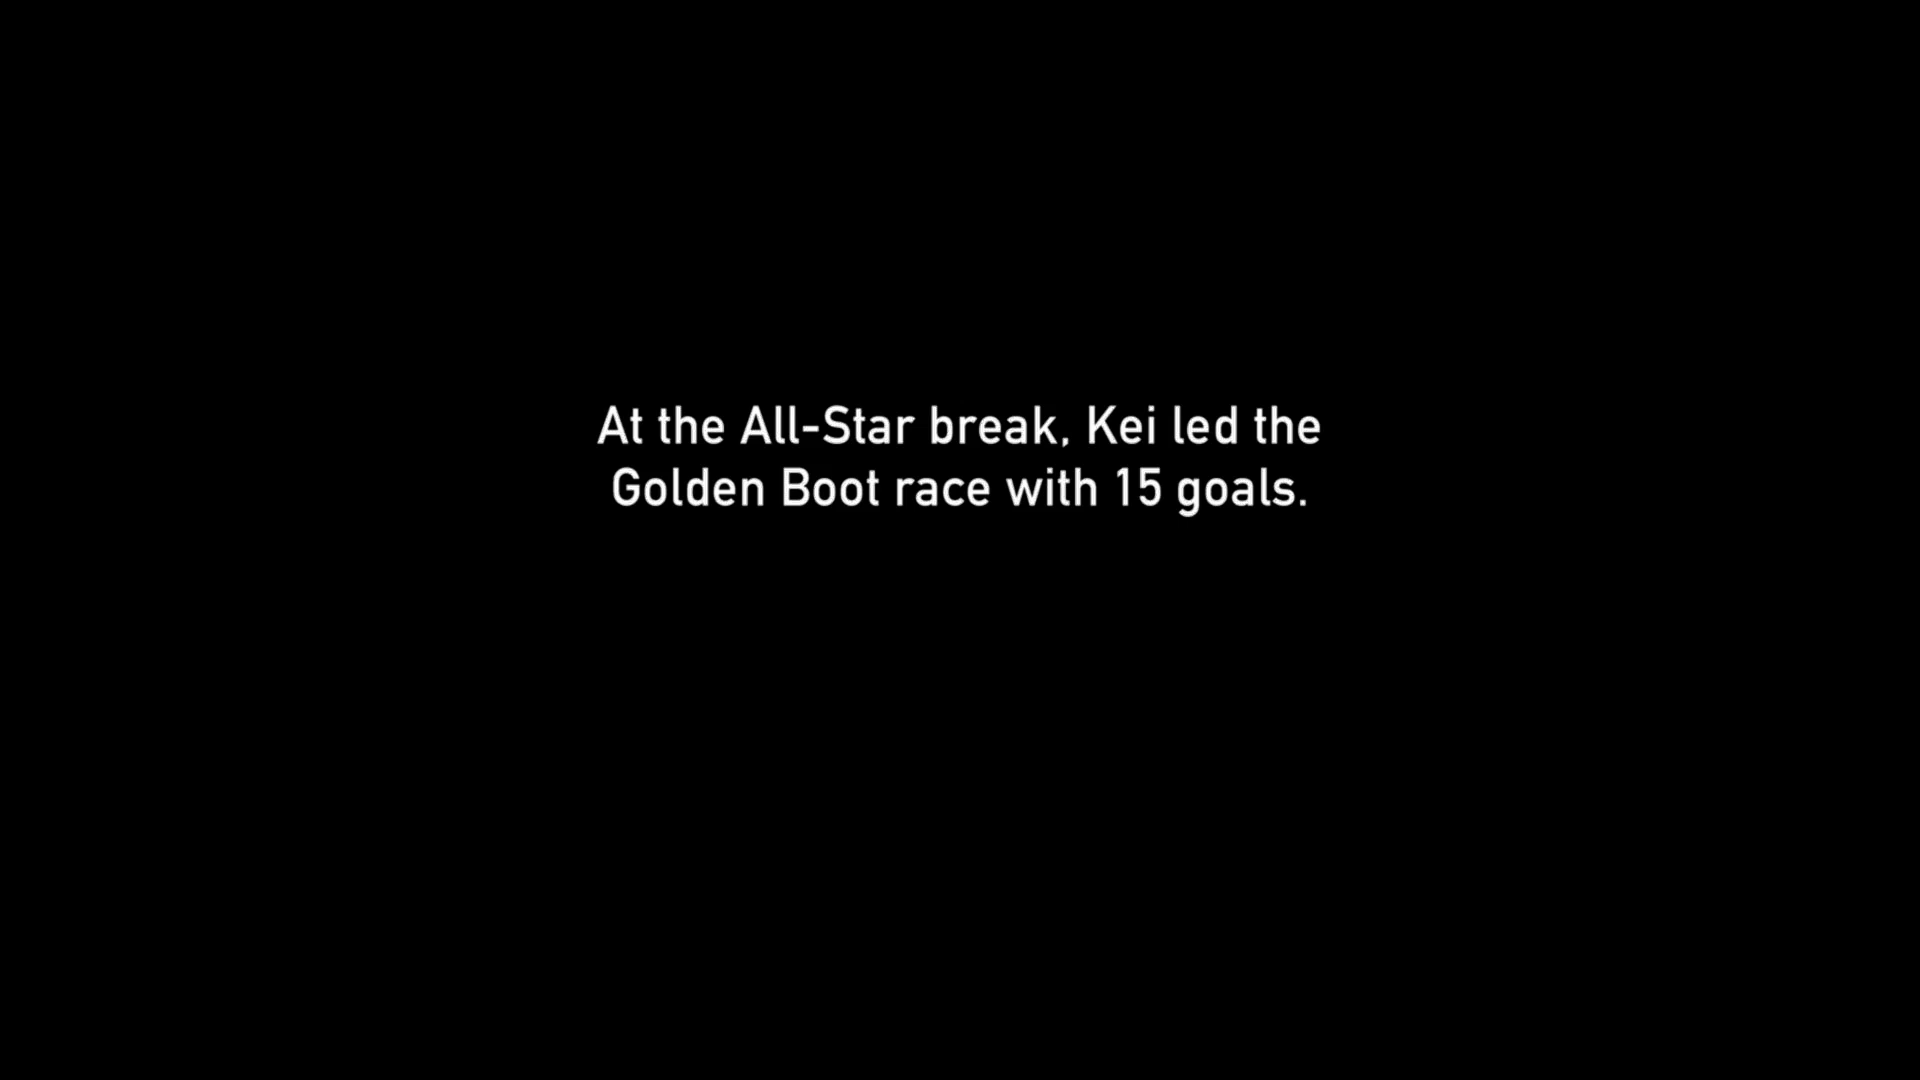 At the All-Star break, Kei led the
Golden Boot race with 15 goals.